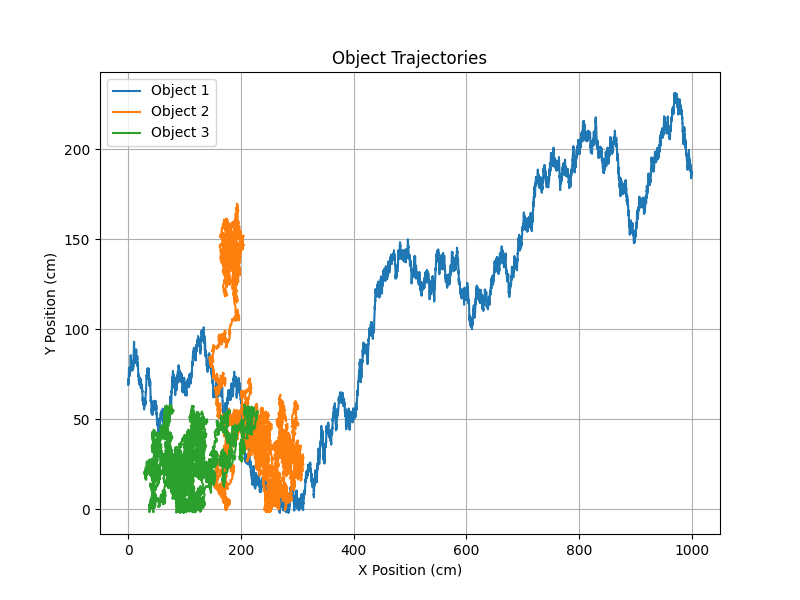 Object Trajectories
Object 1
Object 2
Object 3
200
150
100
50
0
Y Position (cm)
0 200 400 600 800 1000
X Position (cm)